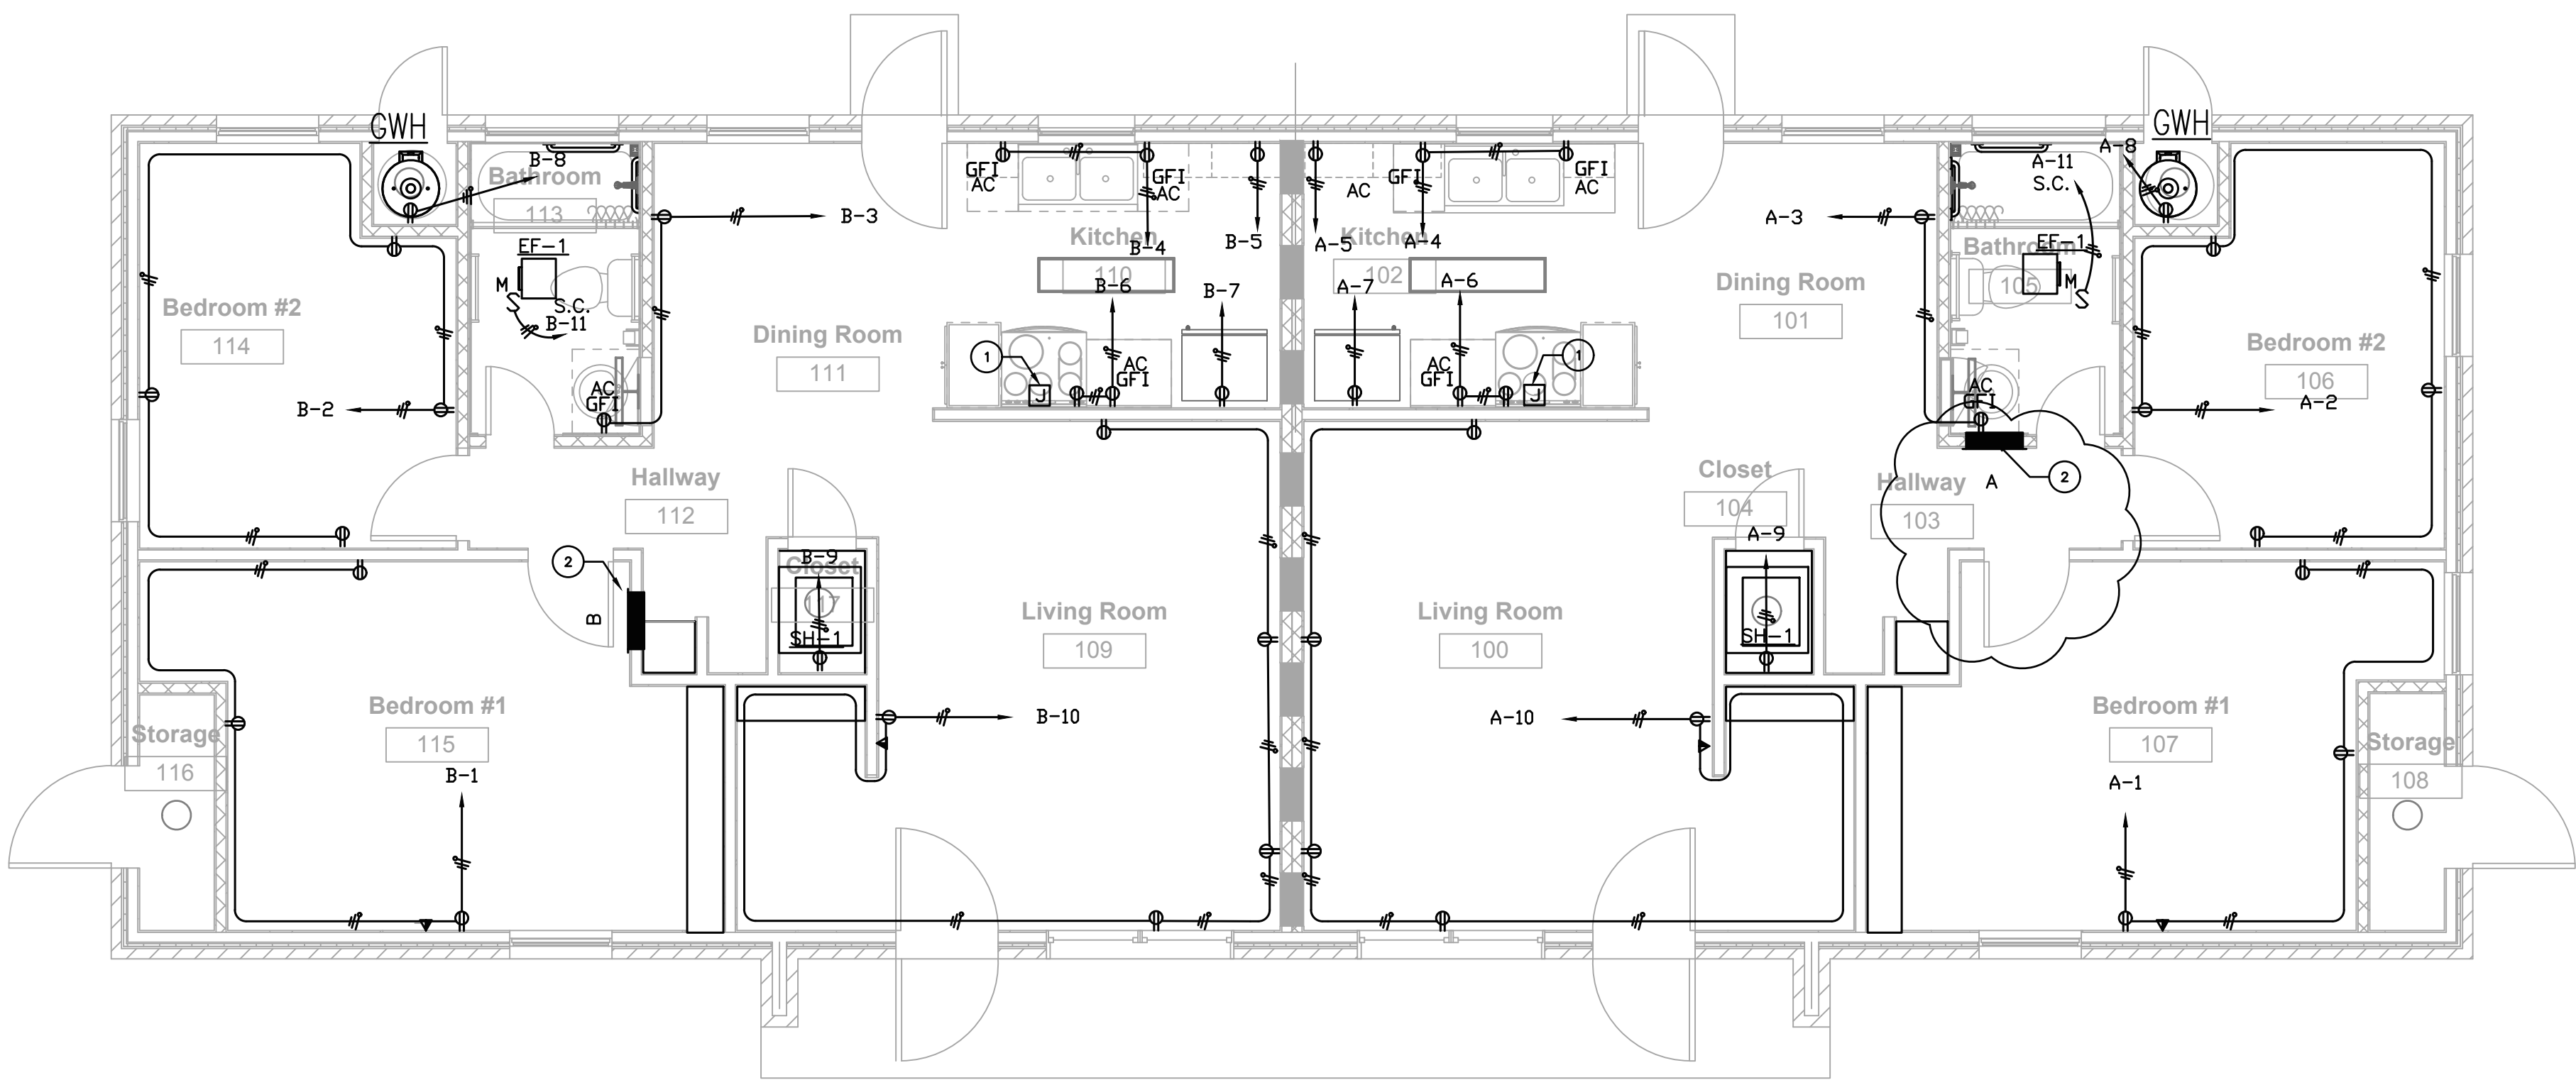 GWH
GWH
B-8
Bathroom
113
A-11
S.C.
A-8
B-3
GFI
AC
GFI
AC
GFI
AC
GFI
AC
A-3
EF-1
M
S
S.C.
B-11
Kitchen
B-4
110
B-5
A-5
Kitchen
A-4
102
Bathroom
EF-1
105
M
S
Bedroom #2
114
B-6
B-7
A-7
A-6
Dining Room
101
Dining Room
111
1
J
AC
GFI
AC
GFI
J
1
Bedroom #2
106
A-2
B-2
AC
GFI
AC
GFI
Hallway
112
Closet
104
Hallway
103
A
2
A-9
2
B
B-9
Closet
117
SH-1
Living Room
109
Living Room
100
SH-1
Bedroom #1
115
B-1
Storage
116
B-10
A-10
Bedroom #1
107
A-1
Storage
108